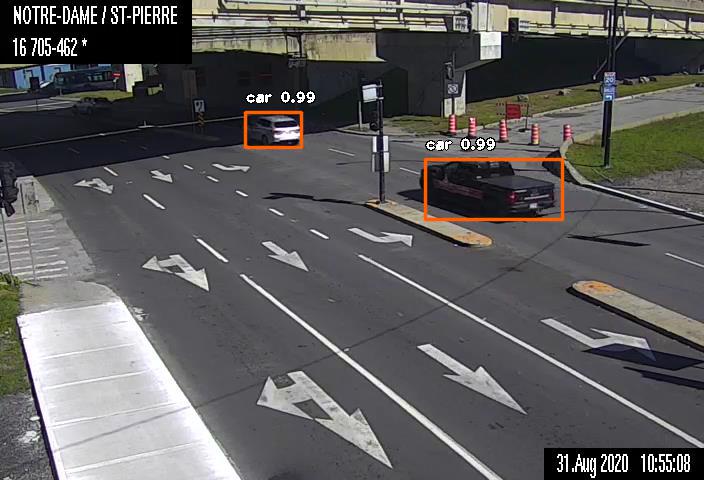 NOTRE-DAME / ST-PIERRE
16 705-462 *
car 0.99
car 0.99
31.Aug 2020 10:55:08